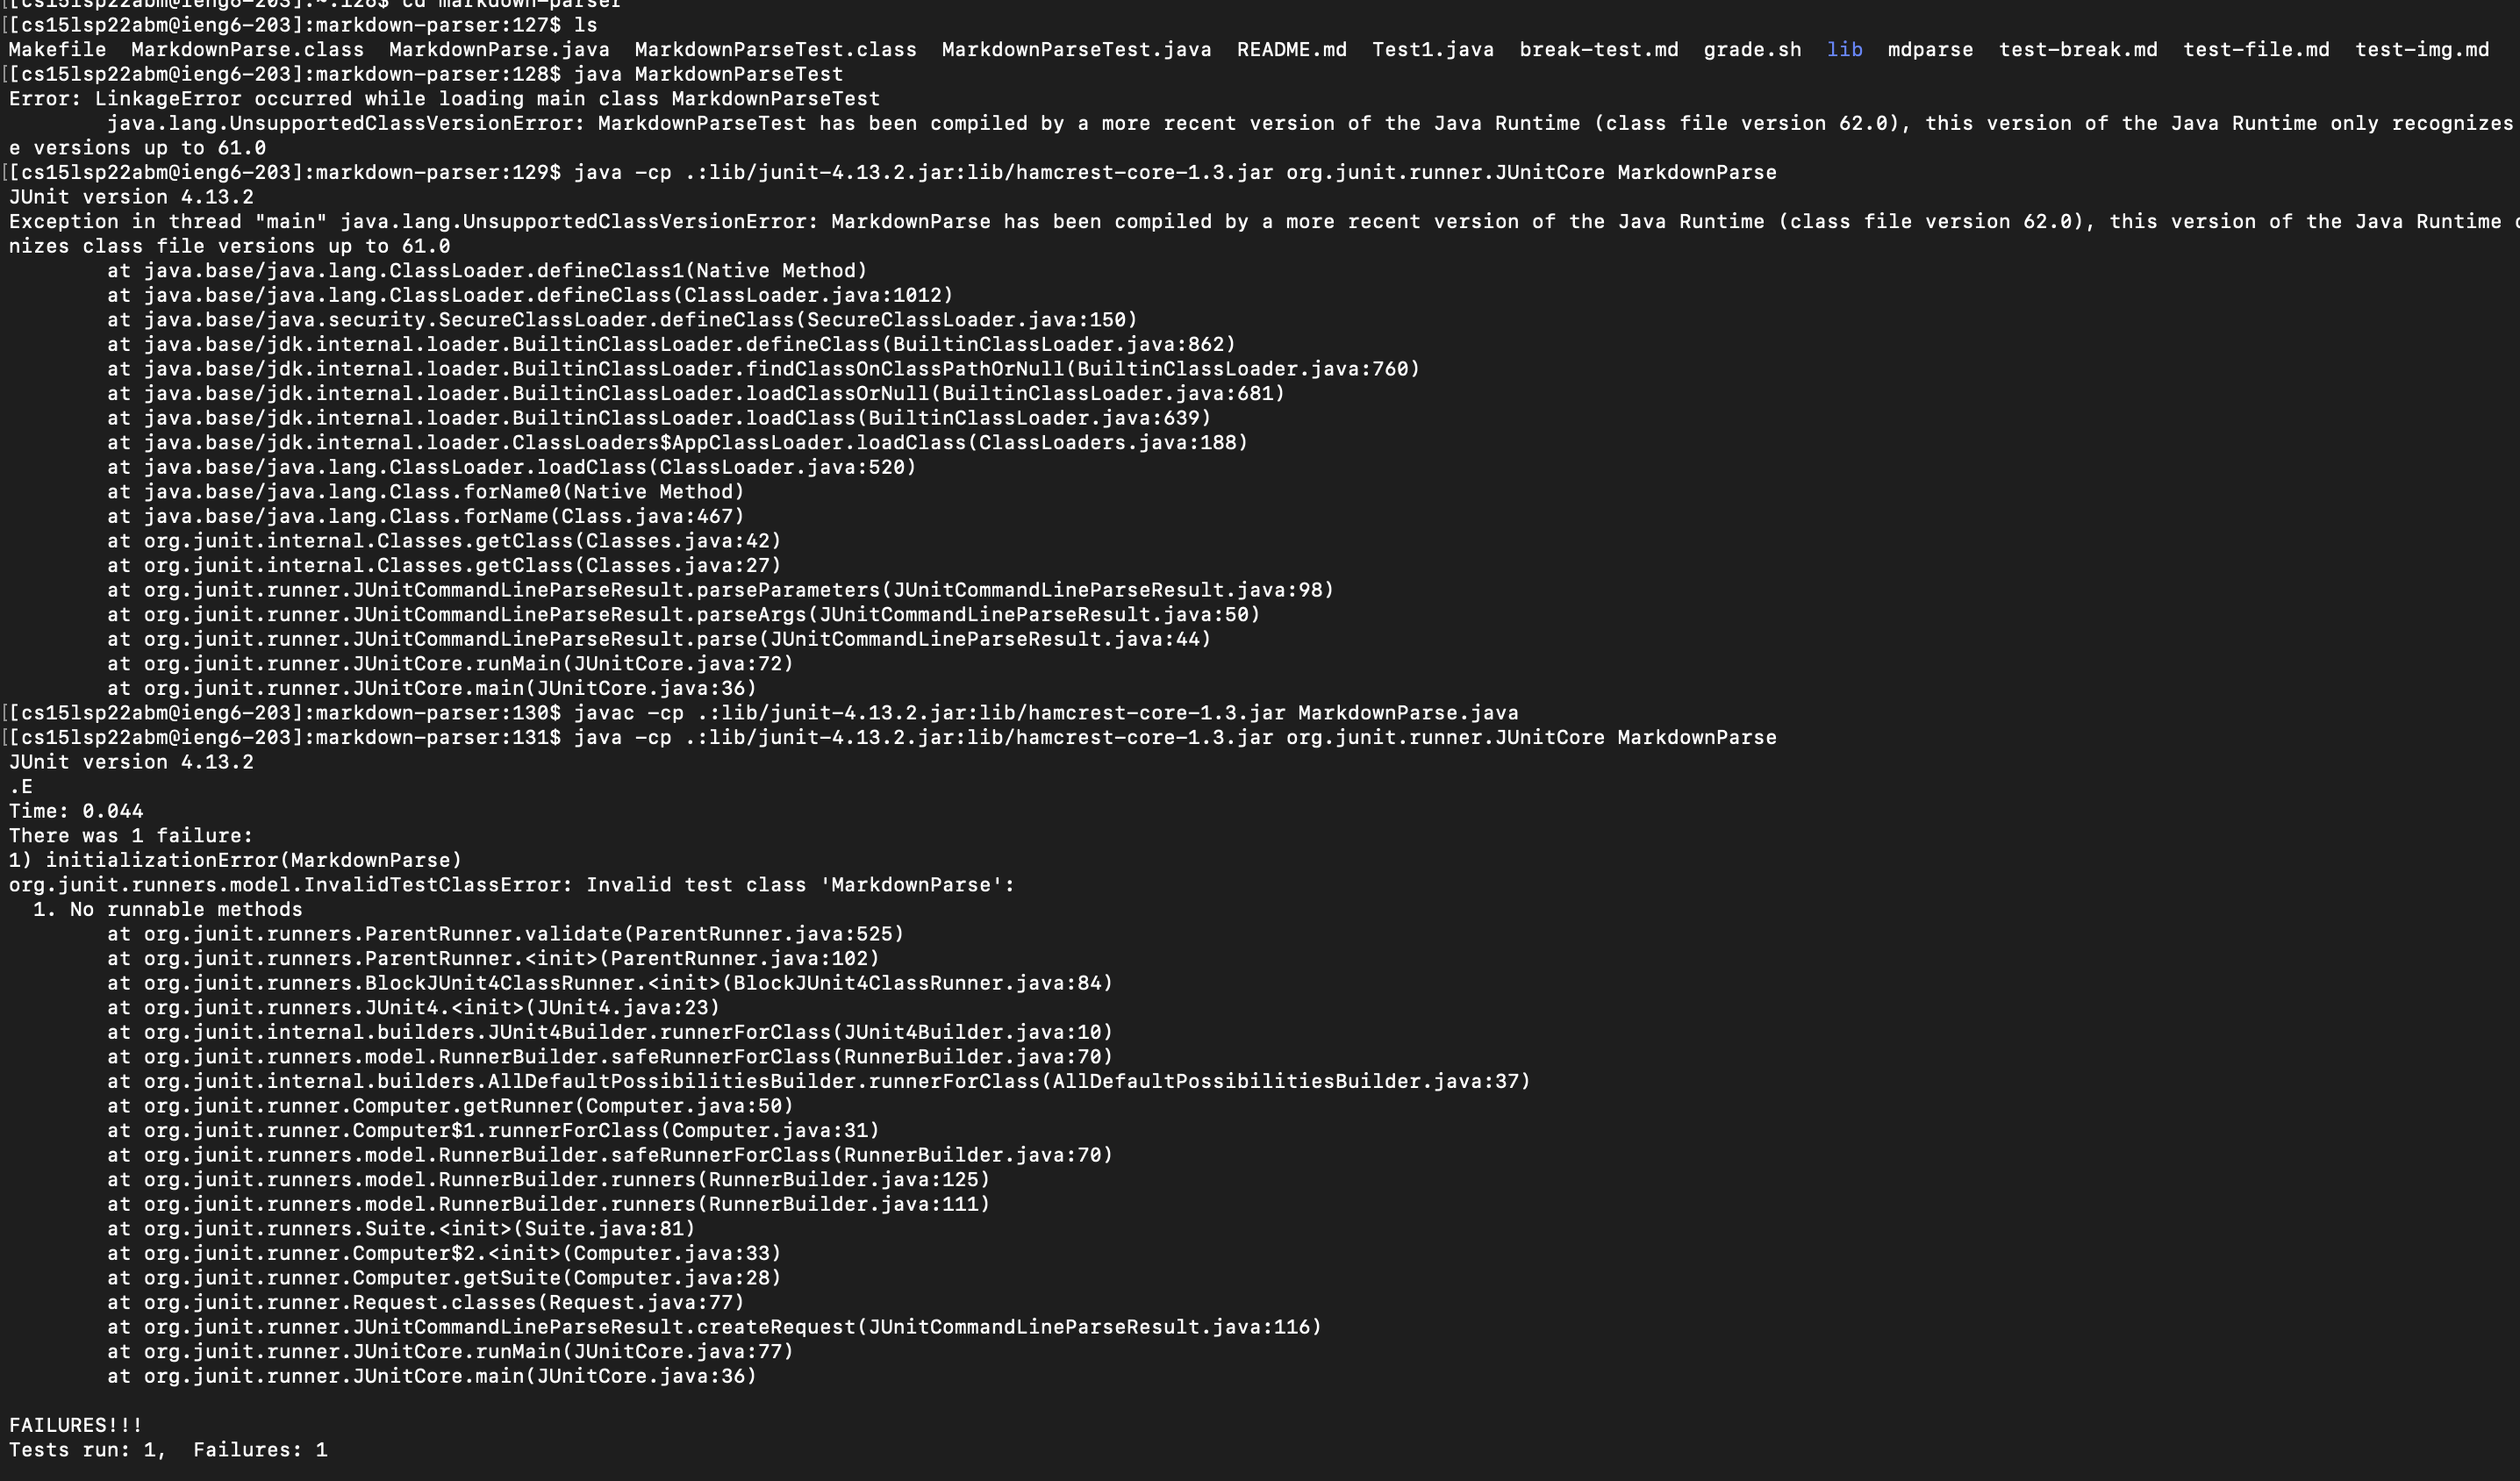 [[cs15lsp22abm@ieng6-203]:~:126$ cd markdown-parser
[[cs15lsp22abm@ieng6-203]:markdown-parser:127$ ls
Makefile  MarkdownParse.class  MarkdownParse.java  MarkdownParseTest.class  MarkdownParseTest.java  README.md  Test1.java  break-test.md  grade.sh  lib  mdparse  test-break.md  test-file.md  test-img.md
[[cs15lsp22abm@ieng6-203]:markdown-parser:128$ java MarkdownParseTest
Error: LinkageError occurred while loading main class MarkdownParseTest
        java.lang.UnsupportedClassVersionError: MarkdownParseTest has been compiled by a more recent version of the Java Runtime (class file version 62.0), this version of the Java Runtime only recognizes
e versions up to 61.0
[[cs15lsp22abm@ieng6-203]:markdown-parser:129$ java -cp .:lib/junit-4.13.2.jar:lib/hamcrest-core-1.3.jar org.junit.runner.JUnitCore MarkdownParse
JUnit version 4.13.2
Exception in thread "main" java.lang.UnsupportedClassVersionError: MarkdownParse has been compiled by a more recent version of the Java Runtime (class file version 62.0), this version of the Java Runtime
nizes class file versions up to 61.0
        at java.base/java.lang.ClassLoader.defineClass1(Native Method)
        at java.base/java.lang.ClassLoader.defineClass(ClassLoader.java:1012)
        at java.base/java.security.SecureClassLoader.defineClass(SecureClassLoader.java:150)
        at java.base/jdk.internal.loader.BuiltinClassLoader.defineClass(BuiltinClassLoader.java:862)
        at java.base/jdk.internal.loader.BuiltinClassLoader.findClassOnClassPathOrNull(BuiltinClassLoader.java:760)
        at java.base/jdk.internal.loader.BuiltinClassLoader.loadClassOrNull(BuiltinClassLoader.java:681)
        at java.base/jdk.internal.loader.BuiltinClassLoader.loadClass(BuiltinClassLoader.java:639)
        at java.base/jdk.internal.loader.ClassLoaders$AppClassLoader.loadClass(ClassLoaders.java:188)
        at java.base/java.lang.ClassLoader.loadClass(ClassLoader.java:520)
        at java.base/java.lang.Class.forName0(Native Method)
        at java.base/java.lang.Class.forName(Class.java:467)
        at org.junit.internal.Classes.getClass(Classes.java:42)
        at org.junit.internal.Classes.getClass(Classes.java:27)
        at org.junit.runner.JUnitCommandLineParseResult.parseParameters(JUnitCommandLineParseResult.java:98)
        at org.junit.runner.JUnitCommandLineParseResult.parseArgs(JUnitCommandLineParseResult.java:50)
        at org.junit.runner.JUnitCommandLineParseResult.parse(JUnitCommandLineParseResult.java:44)
        at org.junit.runner.JUnitCore.runMain(JUnitCore.java:72)
        at org.junit.runner.JUnitCore.main(JUnitCore.java:36)
[[cs15lsp22abm@ieng6-203]:markdown-parser:130$ javac -cp .:lib/junit-4.13.2.jar:lib/hamcrest-core-1.3.jar MarkdownParse.java
[[cs15lsp22abm@ieng6-203]:markdown-parser:131$ java -cp .:lib/junit-4.13.2.jar:lib/hamcrest-core-1.3.jar org.junit.runner.JUnitCore MarkdownParse
JUnit version 4.13.2
.E
Time: 0.044
There was 1 failure:
1) initializationError(MarkdownParse)
org.junit.runners.model.InvalidTestClassError: Invalid test class 'MarkdownParse':
  1. No runnable methods
        at org.junit.runners.ParentRunner.validate(ParentRunner.java:525)
        at org.junit.runners.ParentRunner.<init>(ParentRunner.java:102)
        at org.junit.runners.BlockJUnit4ClassRunner.<init>(BlockJUnit4ClassRunner.java:84)
        at org.junit.runners.JUnit4.<init>(JUnit4.java:23)
        at org.junit.internal.builders.JUnit4Builder.runnerForClass(JUnit4Builder.java:10)
        at org.junit.runners.model.RunnerBuilder.safeRunnerForClass(RunnerBuilder.java:70)
        at org.junit.internal.builders.AllDefaultPossibilitiesBuilder.runnerForClass(AllDefaultPossibilitiesBuilder.java:37)
        at org.junit.runner.Computer.getRunner(Computer.java:50)
        at org.junit.runner.Computer$1.runnerForClass(Computer.java:31)
        at org.junit.runners.model.RunnerBuilder.safeRunnerForClass(RunnerBuilder.java:70)
        at org.junit.runners.model.RunnerBuilder.runners(RunnerBuilder.java:125)
        at org.junit.runners.model.RunnerBuilder.runners(RunnerBuilder.java:111)
        at org.junit.runners.Suite.<init>(Suite.java:81)
        at org.junit.runner.Computer$2.<init>(Computer.java:33)
        at org.junit.runner.Computer.getSuite(Computer.java:28)
        at org.junit.runner.Request.classes(Request.java:77)
        at org.junit.runner.JUnitCommandLineParseResult.createRequest(JUnitCommandLineParseResult.java:116)
        at org.junit.runner.JUnitCore.runMain(JUnitCore.java:77)
        at org.junit.runner.JUnitCore.main(JUnitCore.java:36)

FAILURES!!!
Tests run: 1,  Failures: 1